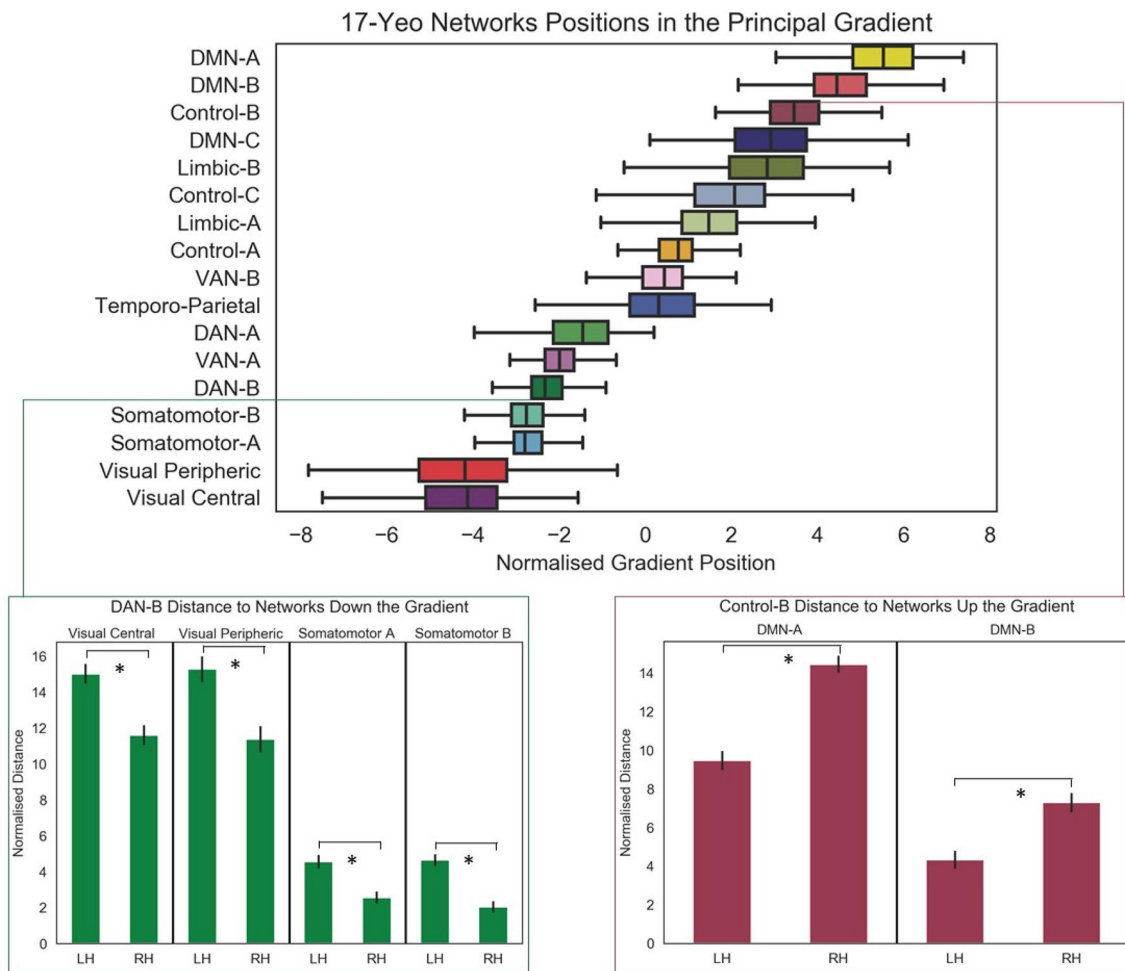 17-Yeo Networks Positions in the Principal Gradient
DMN-A
DMN-B
Control-B
DMN-C
Limbic-B
Control-C
Limbic-A
Control-A
VAN-B
Temporo-Parietal
DAN-A
VAN-A
DAN-B
Somatomotor-B
Somatomotor-A
Visual Peripheric
Visual Central
−8 −6 −4 −2 0 2 4 6 8
Normalised Gradient Position
DAN-B Distance to Networks Down the Gradient
Visual Central Visual Peripheric Somatomotor A Somatomotor B
Normalised Distance
16
14
12
10
8
6
4
2
0
* * * *
LH RH LH RH LH RH LH RH
Control-B Distance to Networks Up the Gradient
DMN-A DMN-B
Normalised Distance
14
12
10
8
6
4
2
0
* *
LH RH LH RH